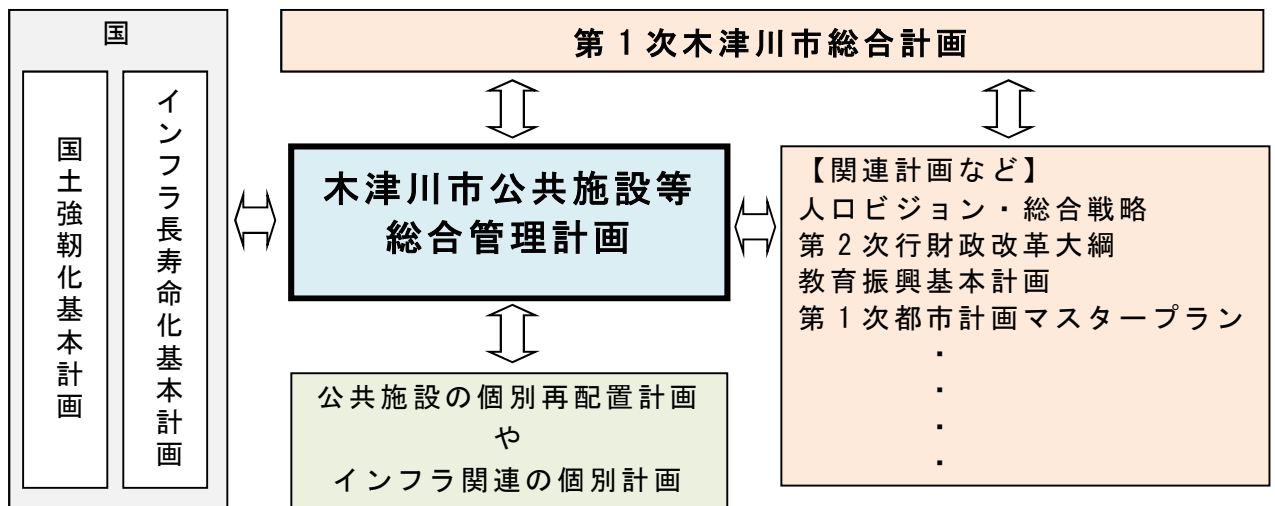 国
国土強靭化基本計画
インフラ長寿命化基本計画
第1次木津川市総合計画
木津川市公共施設等
総合管理計画
【関連計画など】
人口ビジョン・総合戦略
第2次行財政改革大綱
教育振興基本計画
第1次都市計画マスタープラン
・
・
・
・
公共施設の個別再配置計画
や
インフラ関連の個別計画